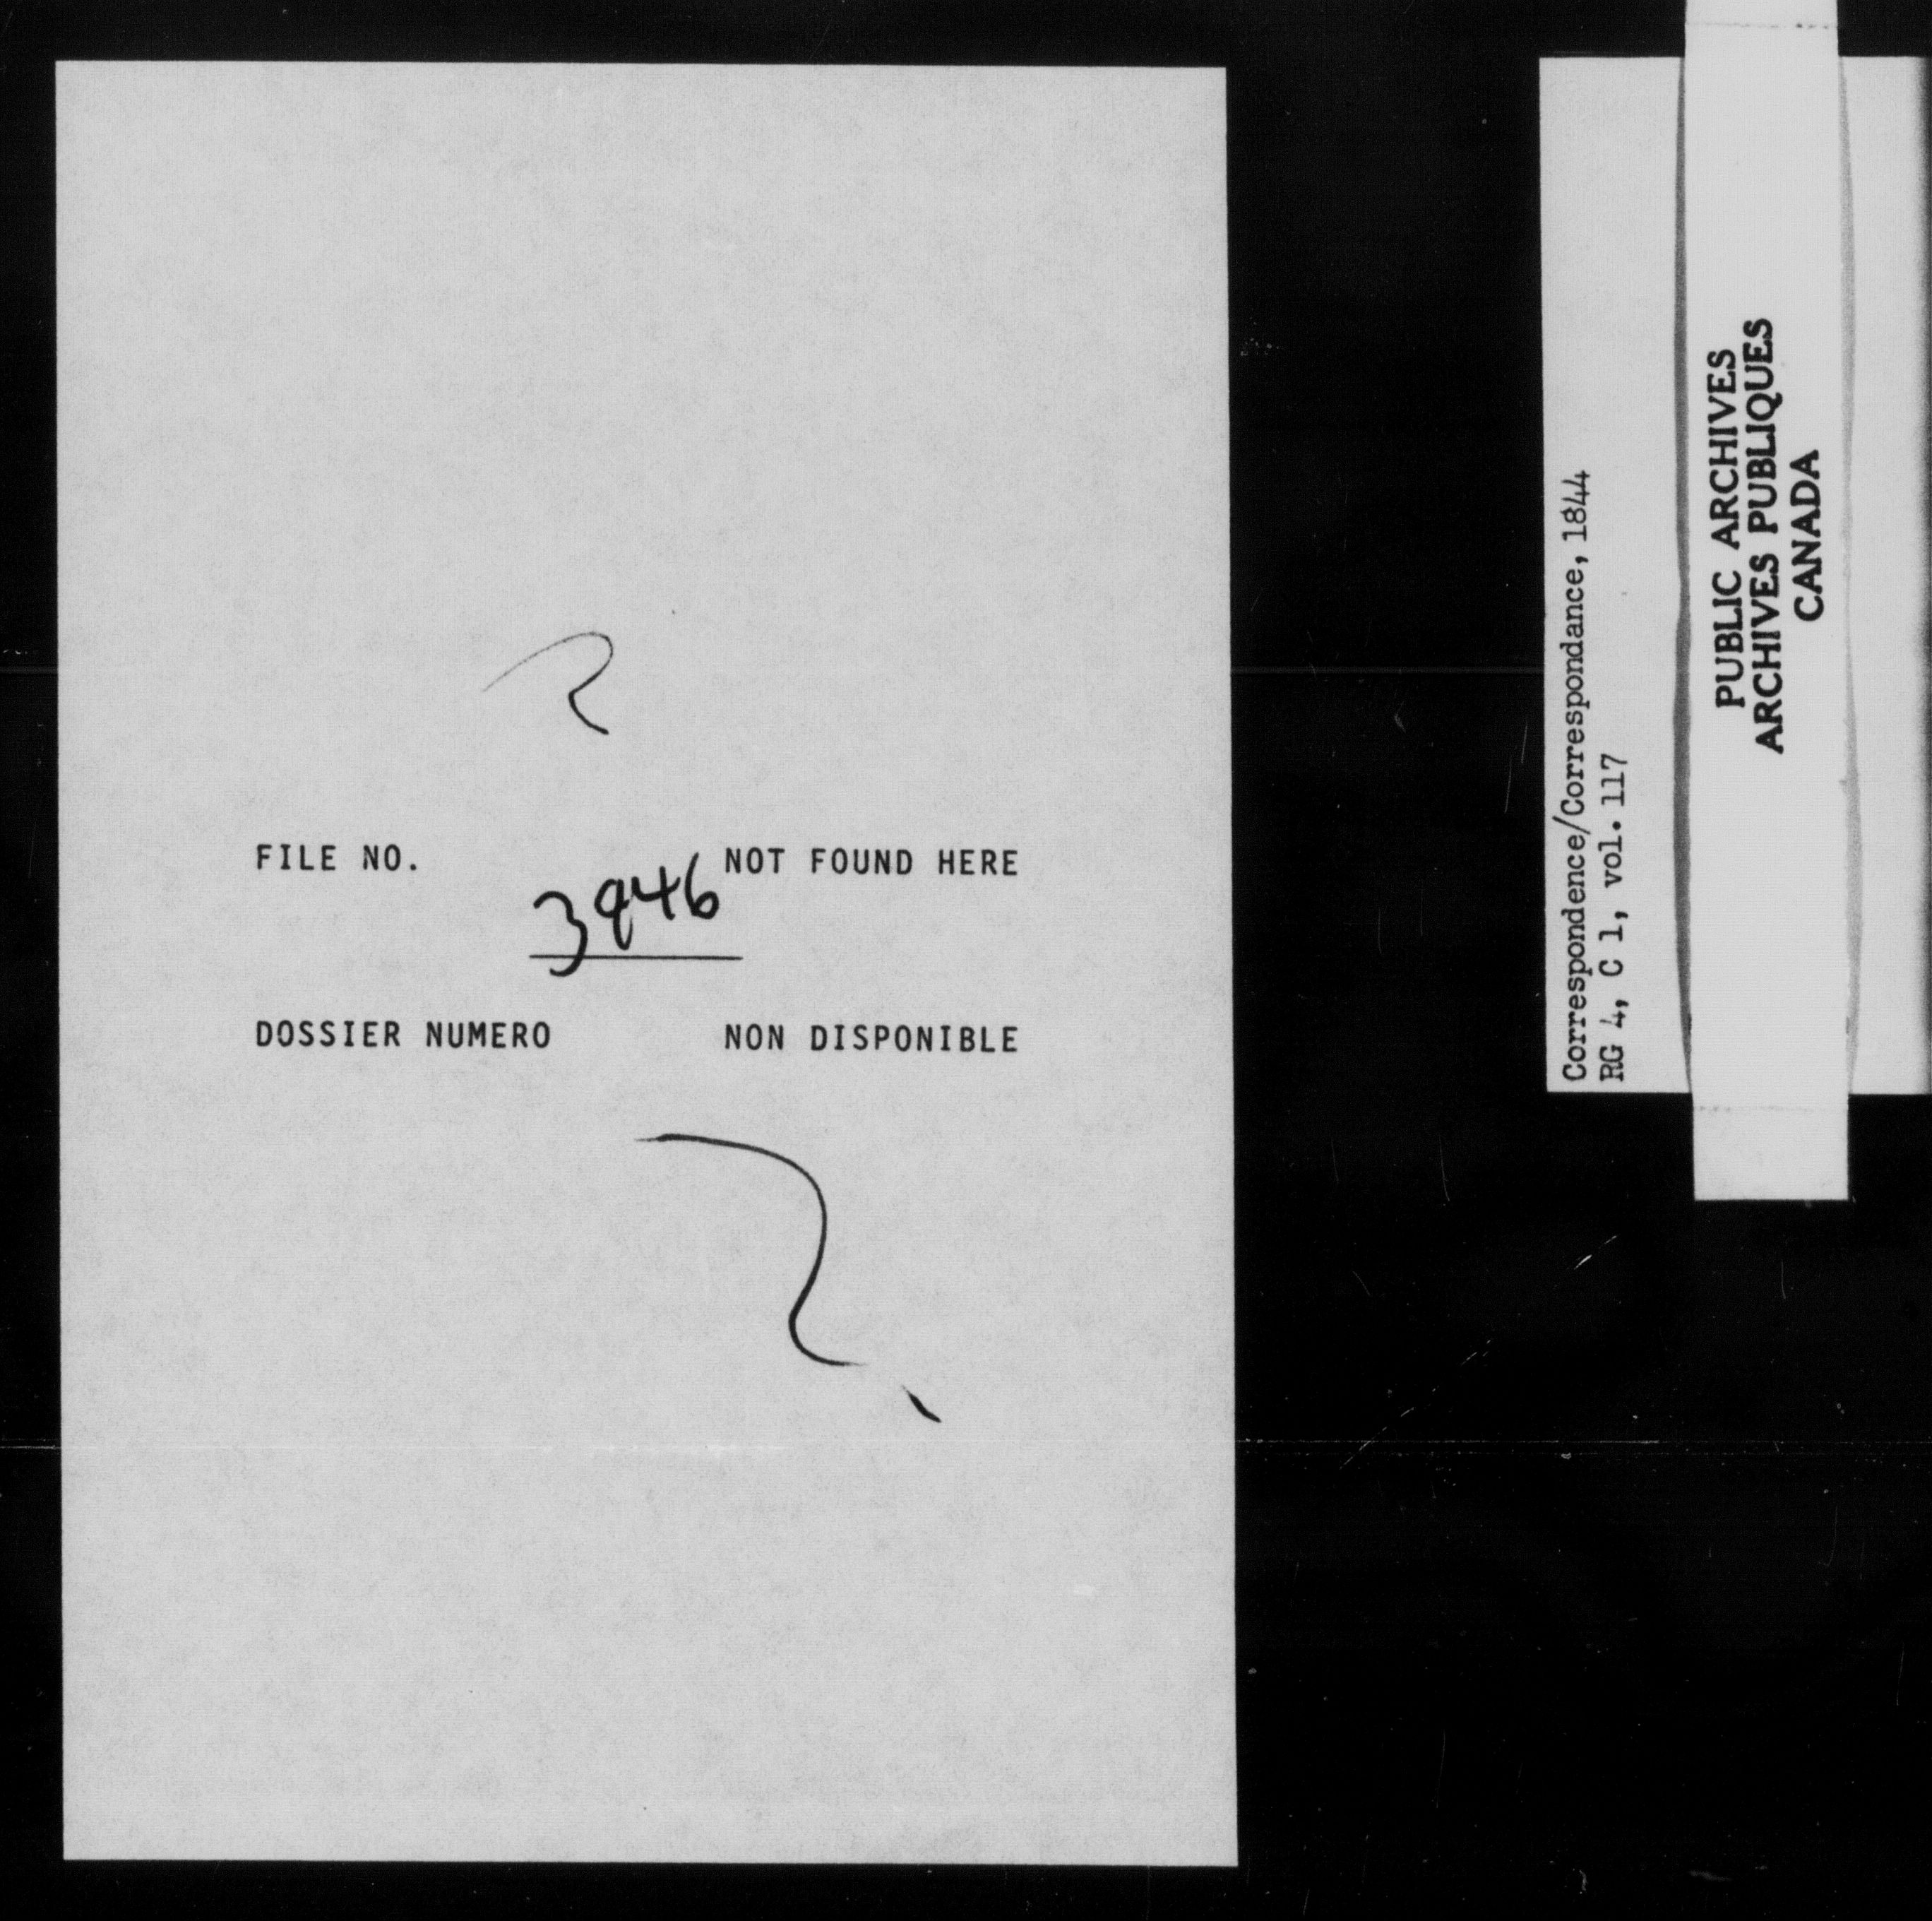 FILE NO. NOT FOUND HERE
3946
DOSSIER NUMERO NON DISPONIBLE
Correspondence/Correspondance, 1844
RG 4, C 1, vol. 117
PUBLIC ARCHIVES
ARCHIVES PUBLIQUES
CANADA